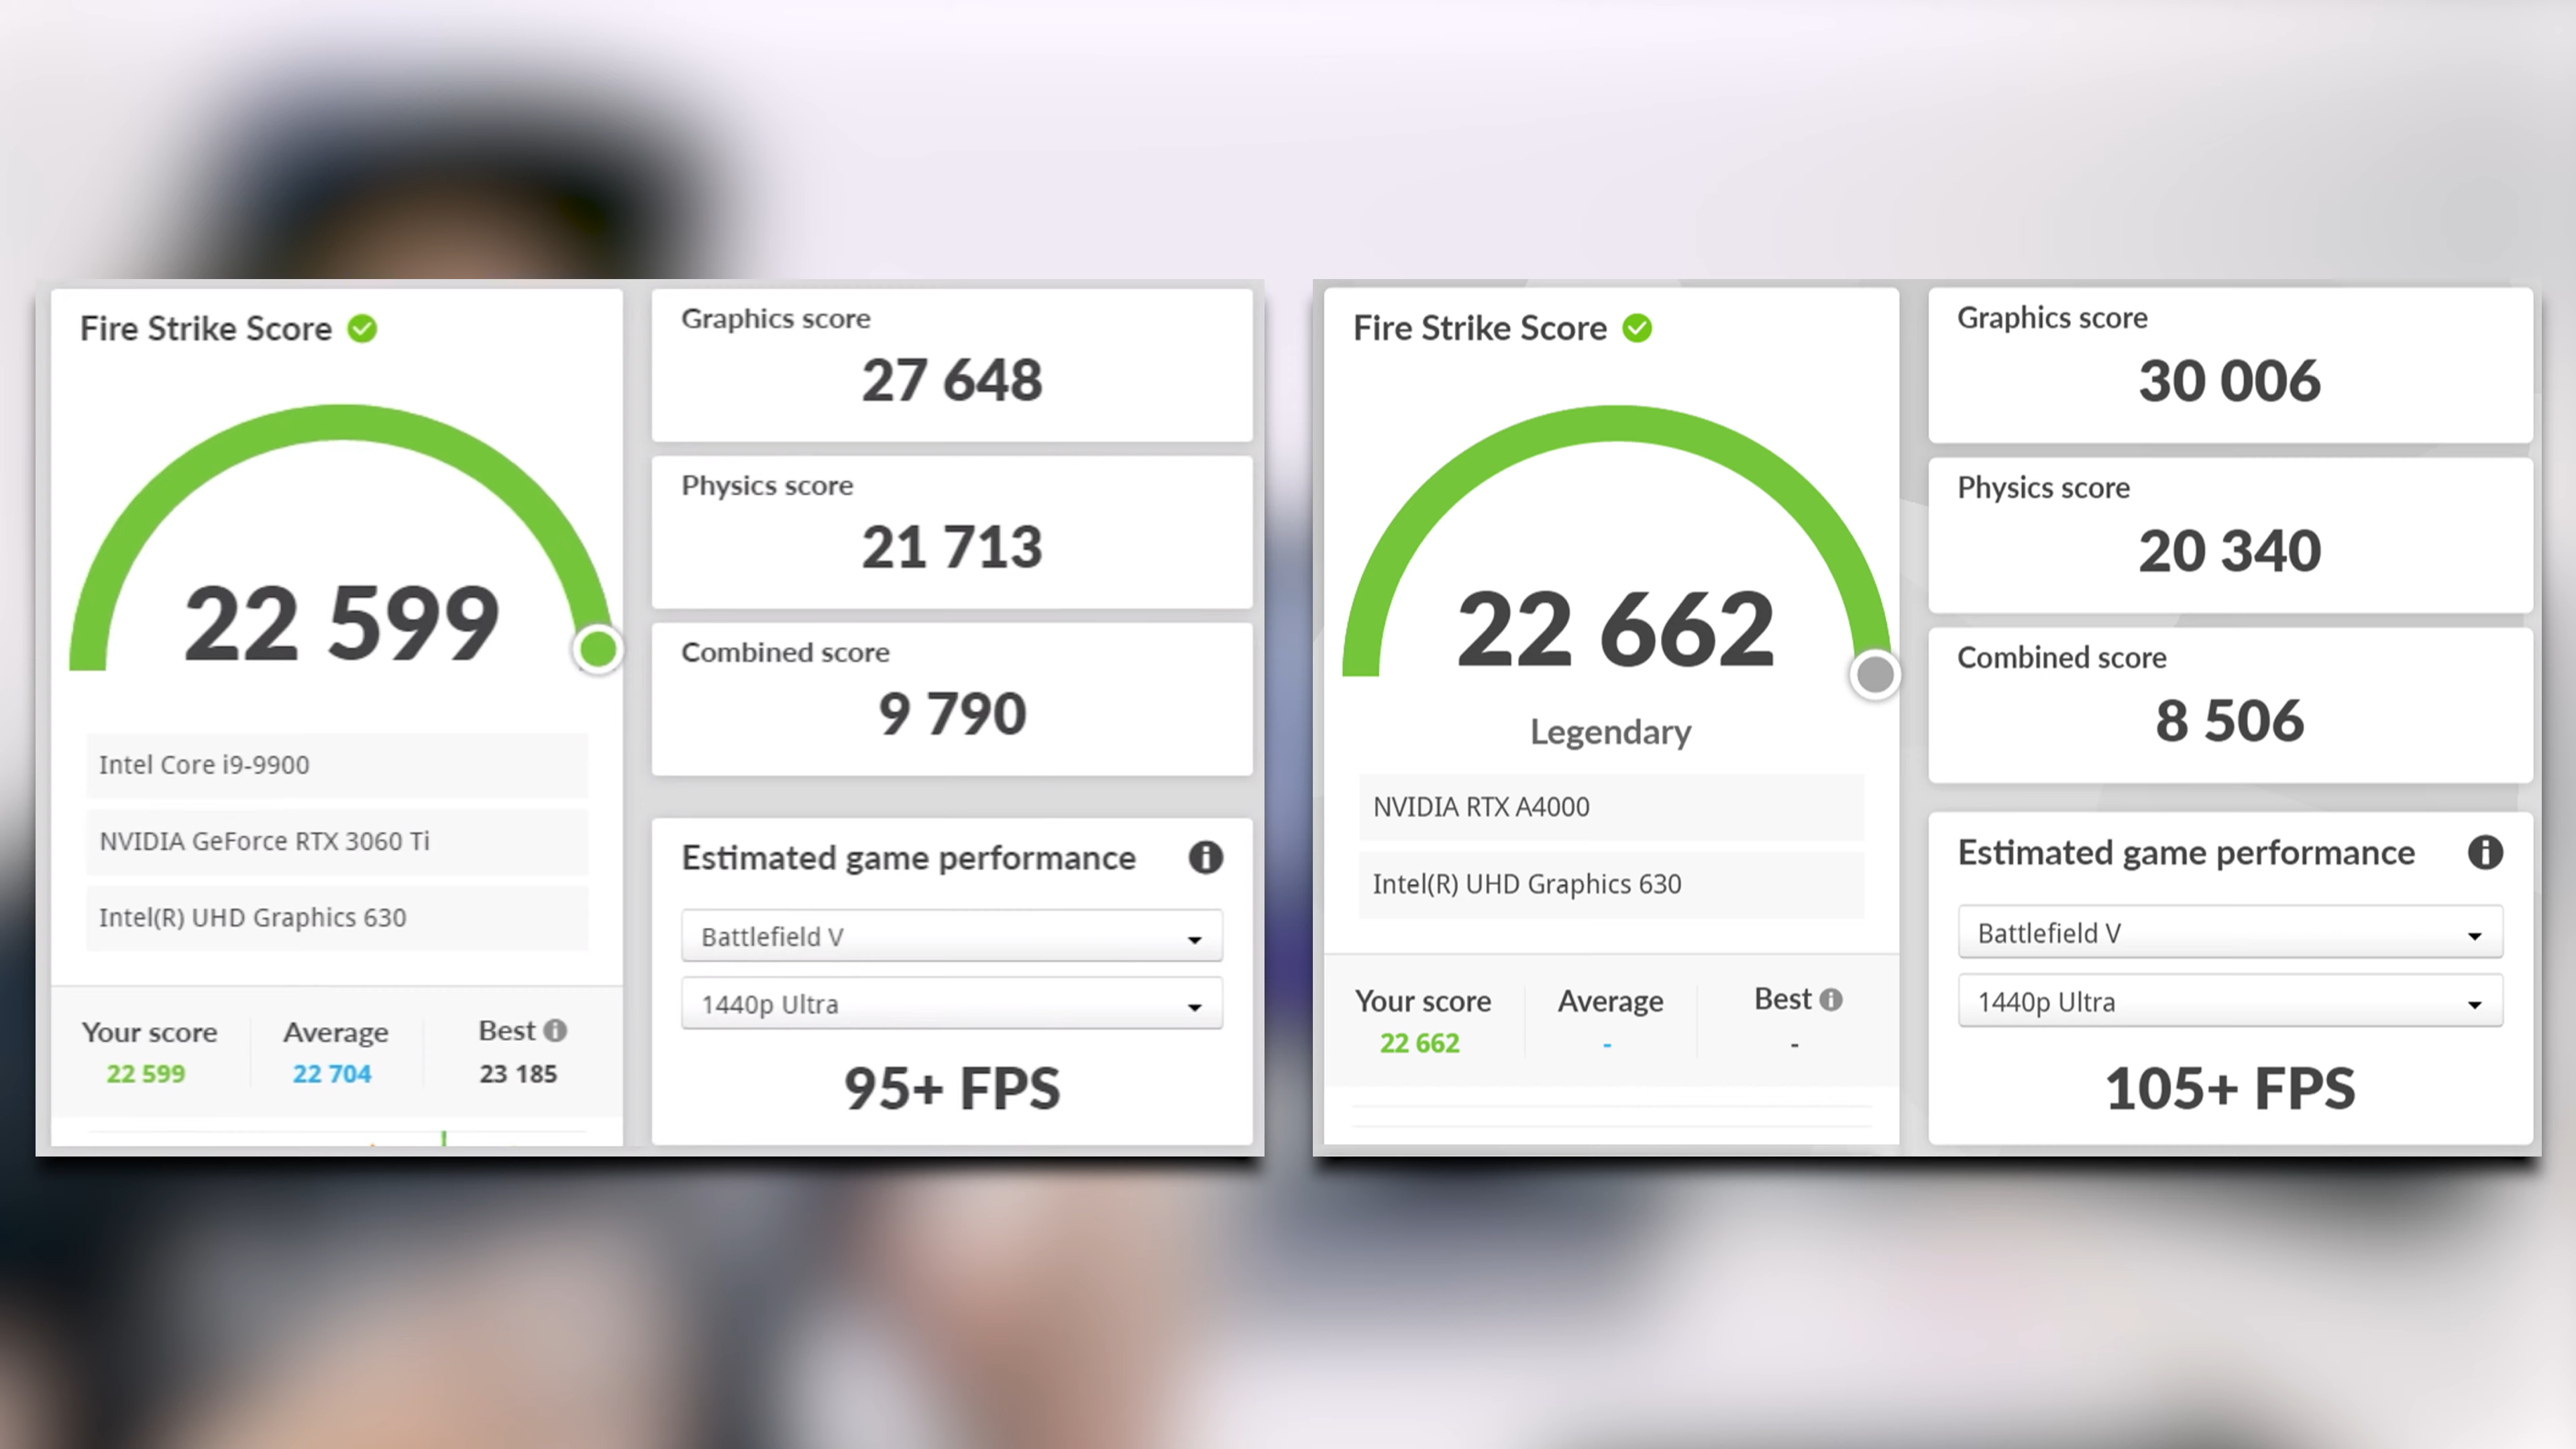 Fire Strike Score
22 599
Intel Core i9-9900
NVIDIA GeForce RTX 3060 Ti
Intel(R) UHD Graphics 630
Your score Average Best
22 599 22 704 23 185
Graphics score
27 648
Physics score
21 713
Combined score
9 790
Estimated game performance
Battlefield V
1440p Ultra
95+ FPS
Fire Strike Score
22 662
Legendary
NVIDIA RTX A4000
Intel(R) UHD Graphics 630
Your score Average Best
22 662 - -
Graphics score
30 006
Physics score
20 340
Combined score
8 506
Estimated game performance
Battlefield V
1440p Ultra
105+ FPS